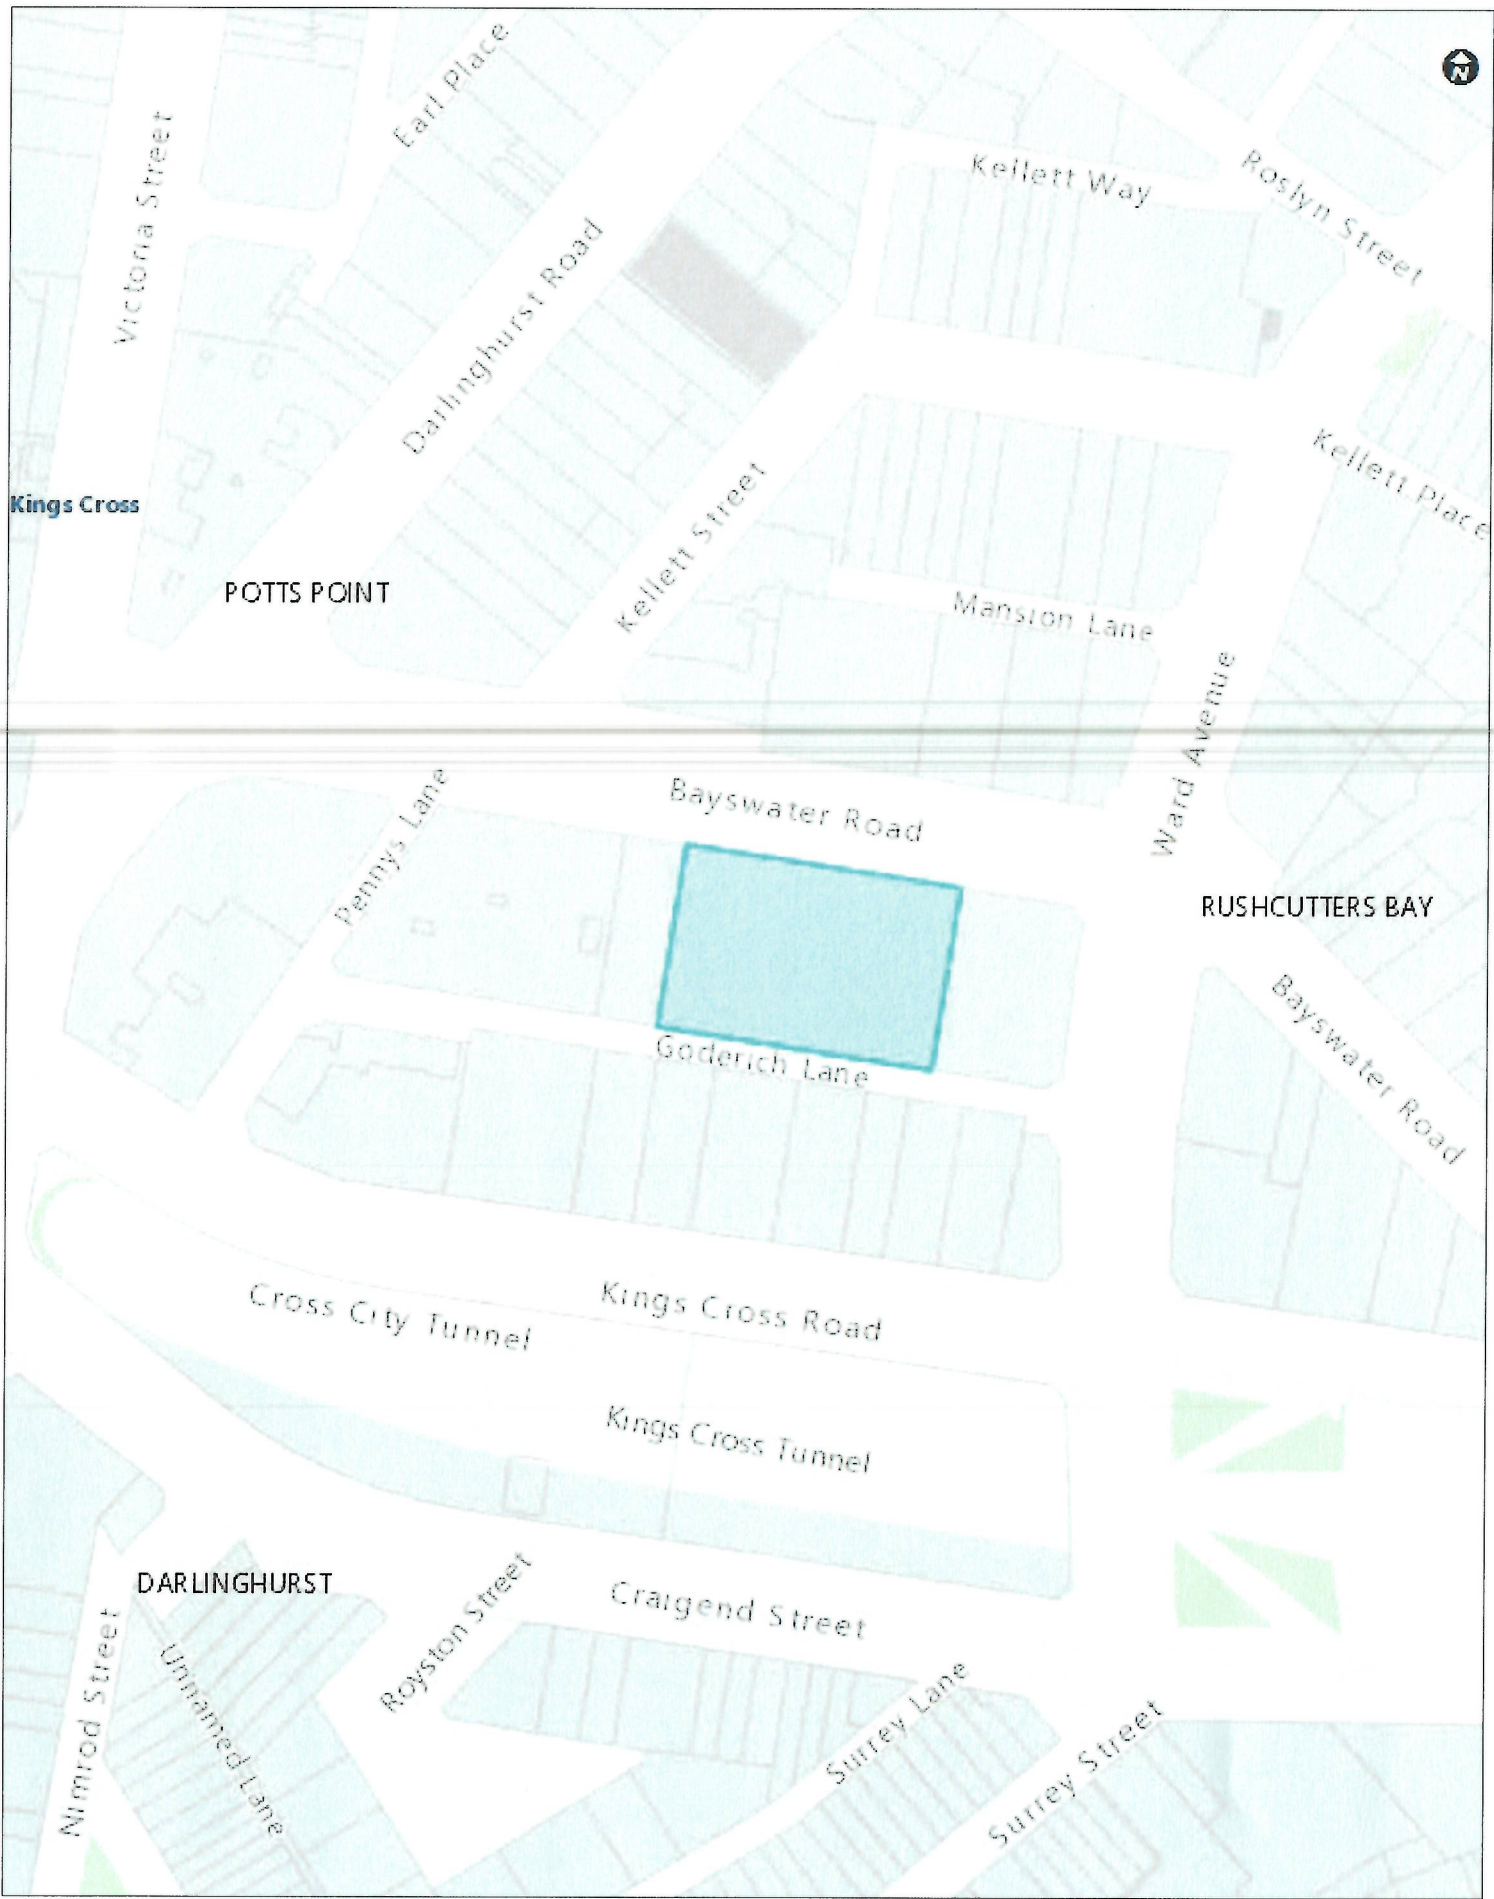 N
Earl Place
Victoria Street
Kellett Way
Roslyn Street
Darlinghurst Road
Kings Cross
Kellett Place
Kellett Street
POTTS POINT
Mansion Lane
Ward Avenue
Bayswater Road
Pennys Lane
RUSHCUTTERS BAY
Bayswater Road
Goderich Lane
Kings Cross Road
Cross City Tunnel
Kings Cross Tunnel
DARLINGHURST
Craigend Street
Royston Street
Nimrod Street
Unnamed Lane
Surrey Lane
Surrey Street